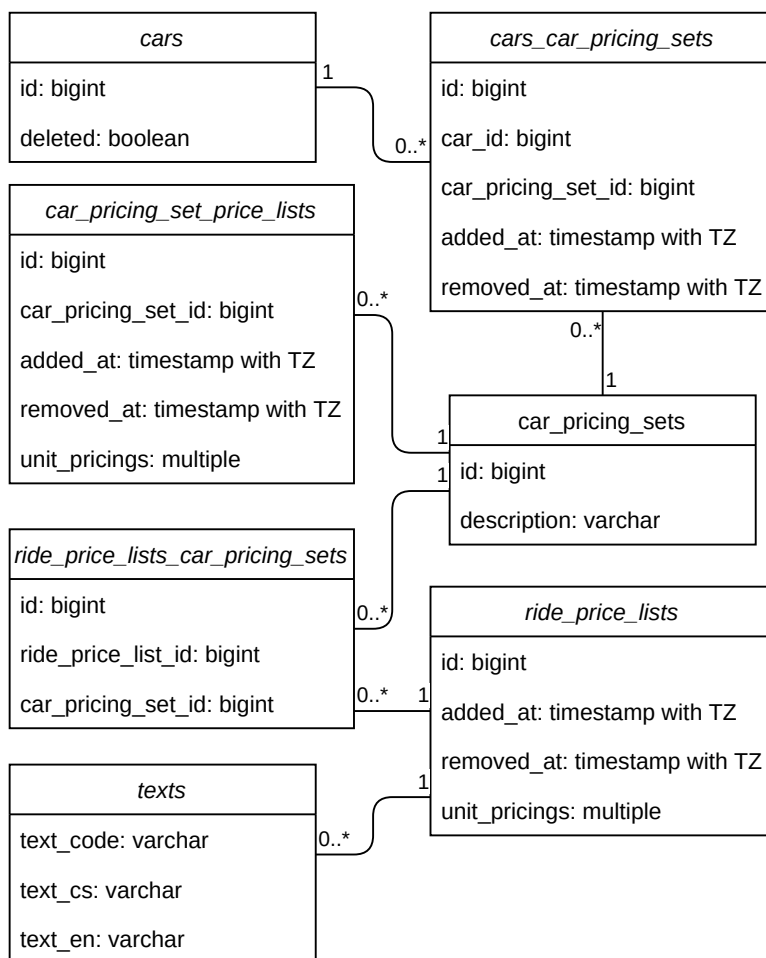 cars
id: bigint
deleted: boolean
1
0..*
cars_car_pricing_sets
id: bigint
car_id: bigint
car_pricing_set_id: bigint
added_at: timestamp with TZ
removed_at: timestamp with TZ
0..*
1
car_pricing_set_price_lists
id: bigint
car_pricing_set_id: bigint
added_at: timestamp with TZ
removed_at: timestamp with TZ
unit_pricings: multiple
0..*
1
car_pricing_sets
id: bigint
description: varchar
1
0..*
ride_price_lists_car_pricing_sets
id: bigint
ride_price_list_id: bigint
car_pricing_set_id: bigint
0..*
1
ride_price_lists
id: bigint
added_at: timestamp with TZ
removed_at: timestamp with TZ
unit_pricings: multiple
1
0..*
texts
text_code: varchar
text_cs: varchar
text_en: varchar